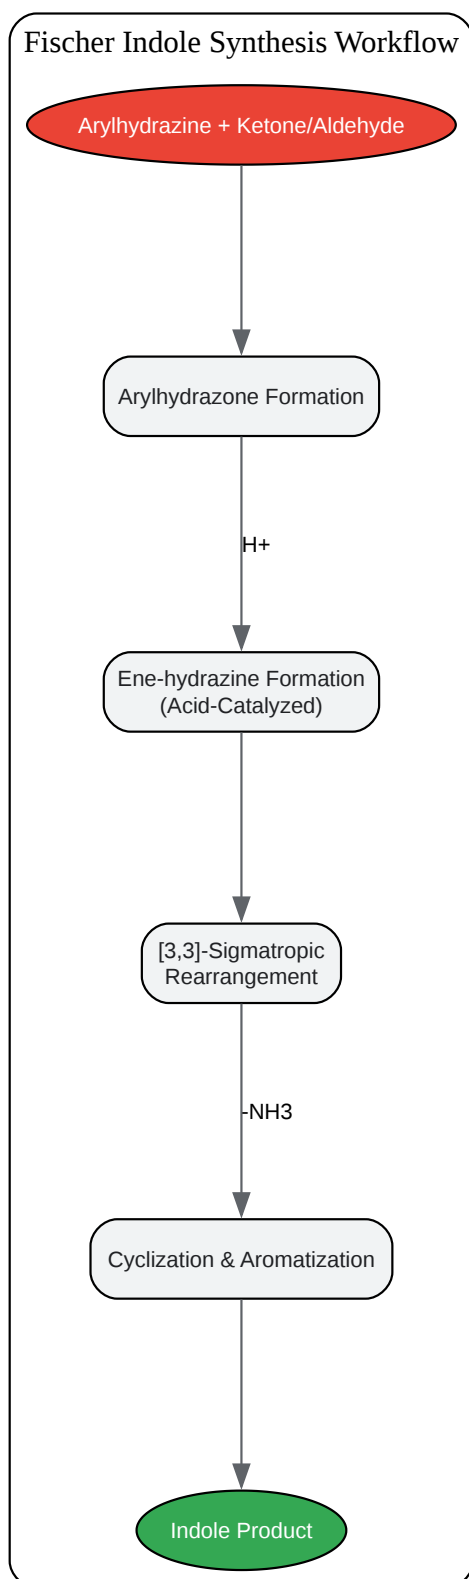 Fischer Indole Synthesis Workflow
Arylhydrazine + Ketone/Aldehyde
Arylhydrazone Formation
H+
Ene-hydrazine Formation
(Acid-Catalyzed)
[3,3]-Sigmatropic
Rearrangement
-NH3
Cyclization & Aromatization
Indole Product